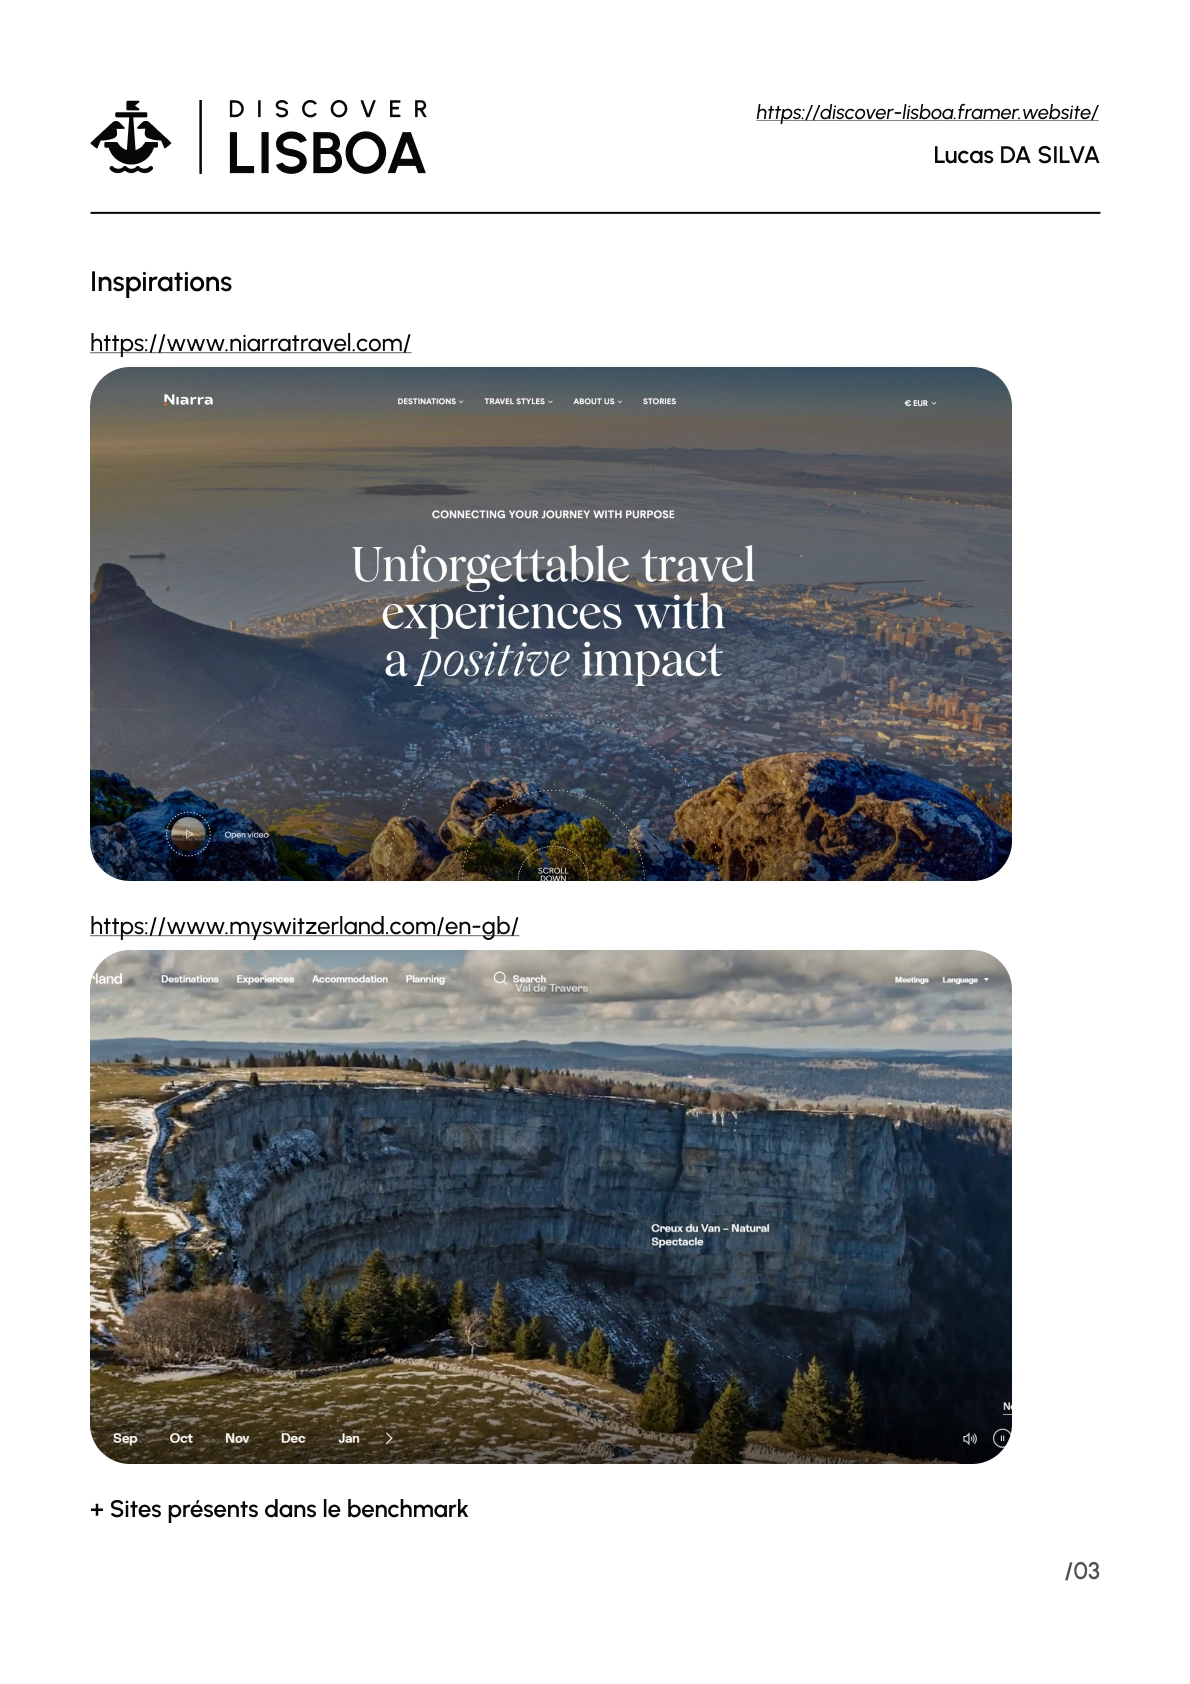 DISCOVER
LISBOA
https://discover-lisboa.framer.website/
Lucas DA SILVA
Inspirations
https://www.niarratravel.com/
Niarra
DESTINATIONS TRAVEL STYLES ABOUT US STORIES
€ EUR
CONNECTING YOUR JOURNEY WITH PURPOSE
Unforgettable travel
experiences with
a positive impact
Open video
SCROLL
DOWN
https://www.myswitzerland.com/en-gb/
rland Destinations Experiences Accommodation Planning Search
Val de Travers
Meetings Language
Creux du Van – Natural
Spectacle
Sep Oct Nov Dec Jan
+ Sites présents dans le benchmark
/03